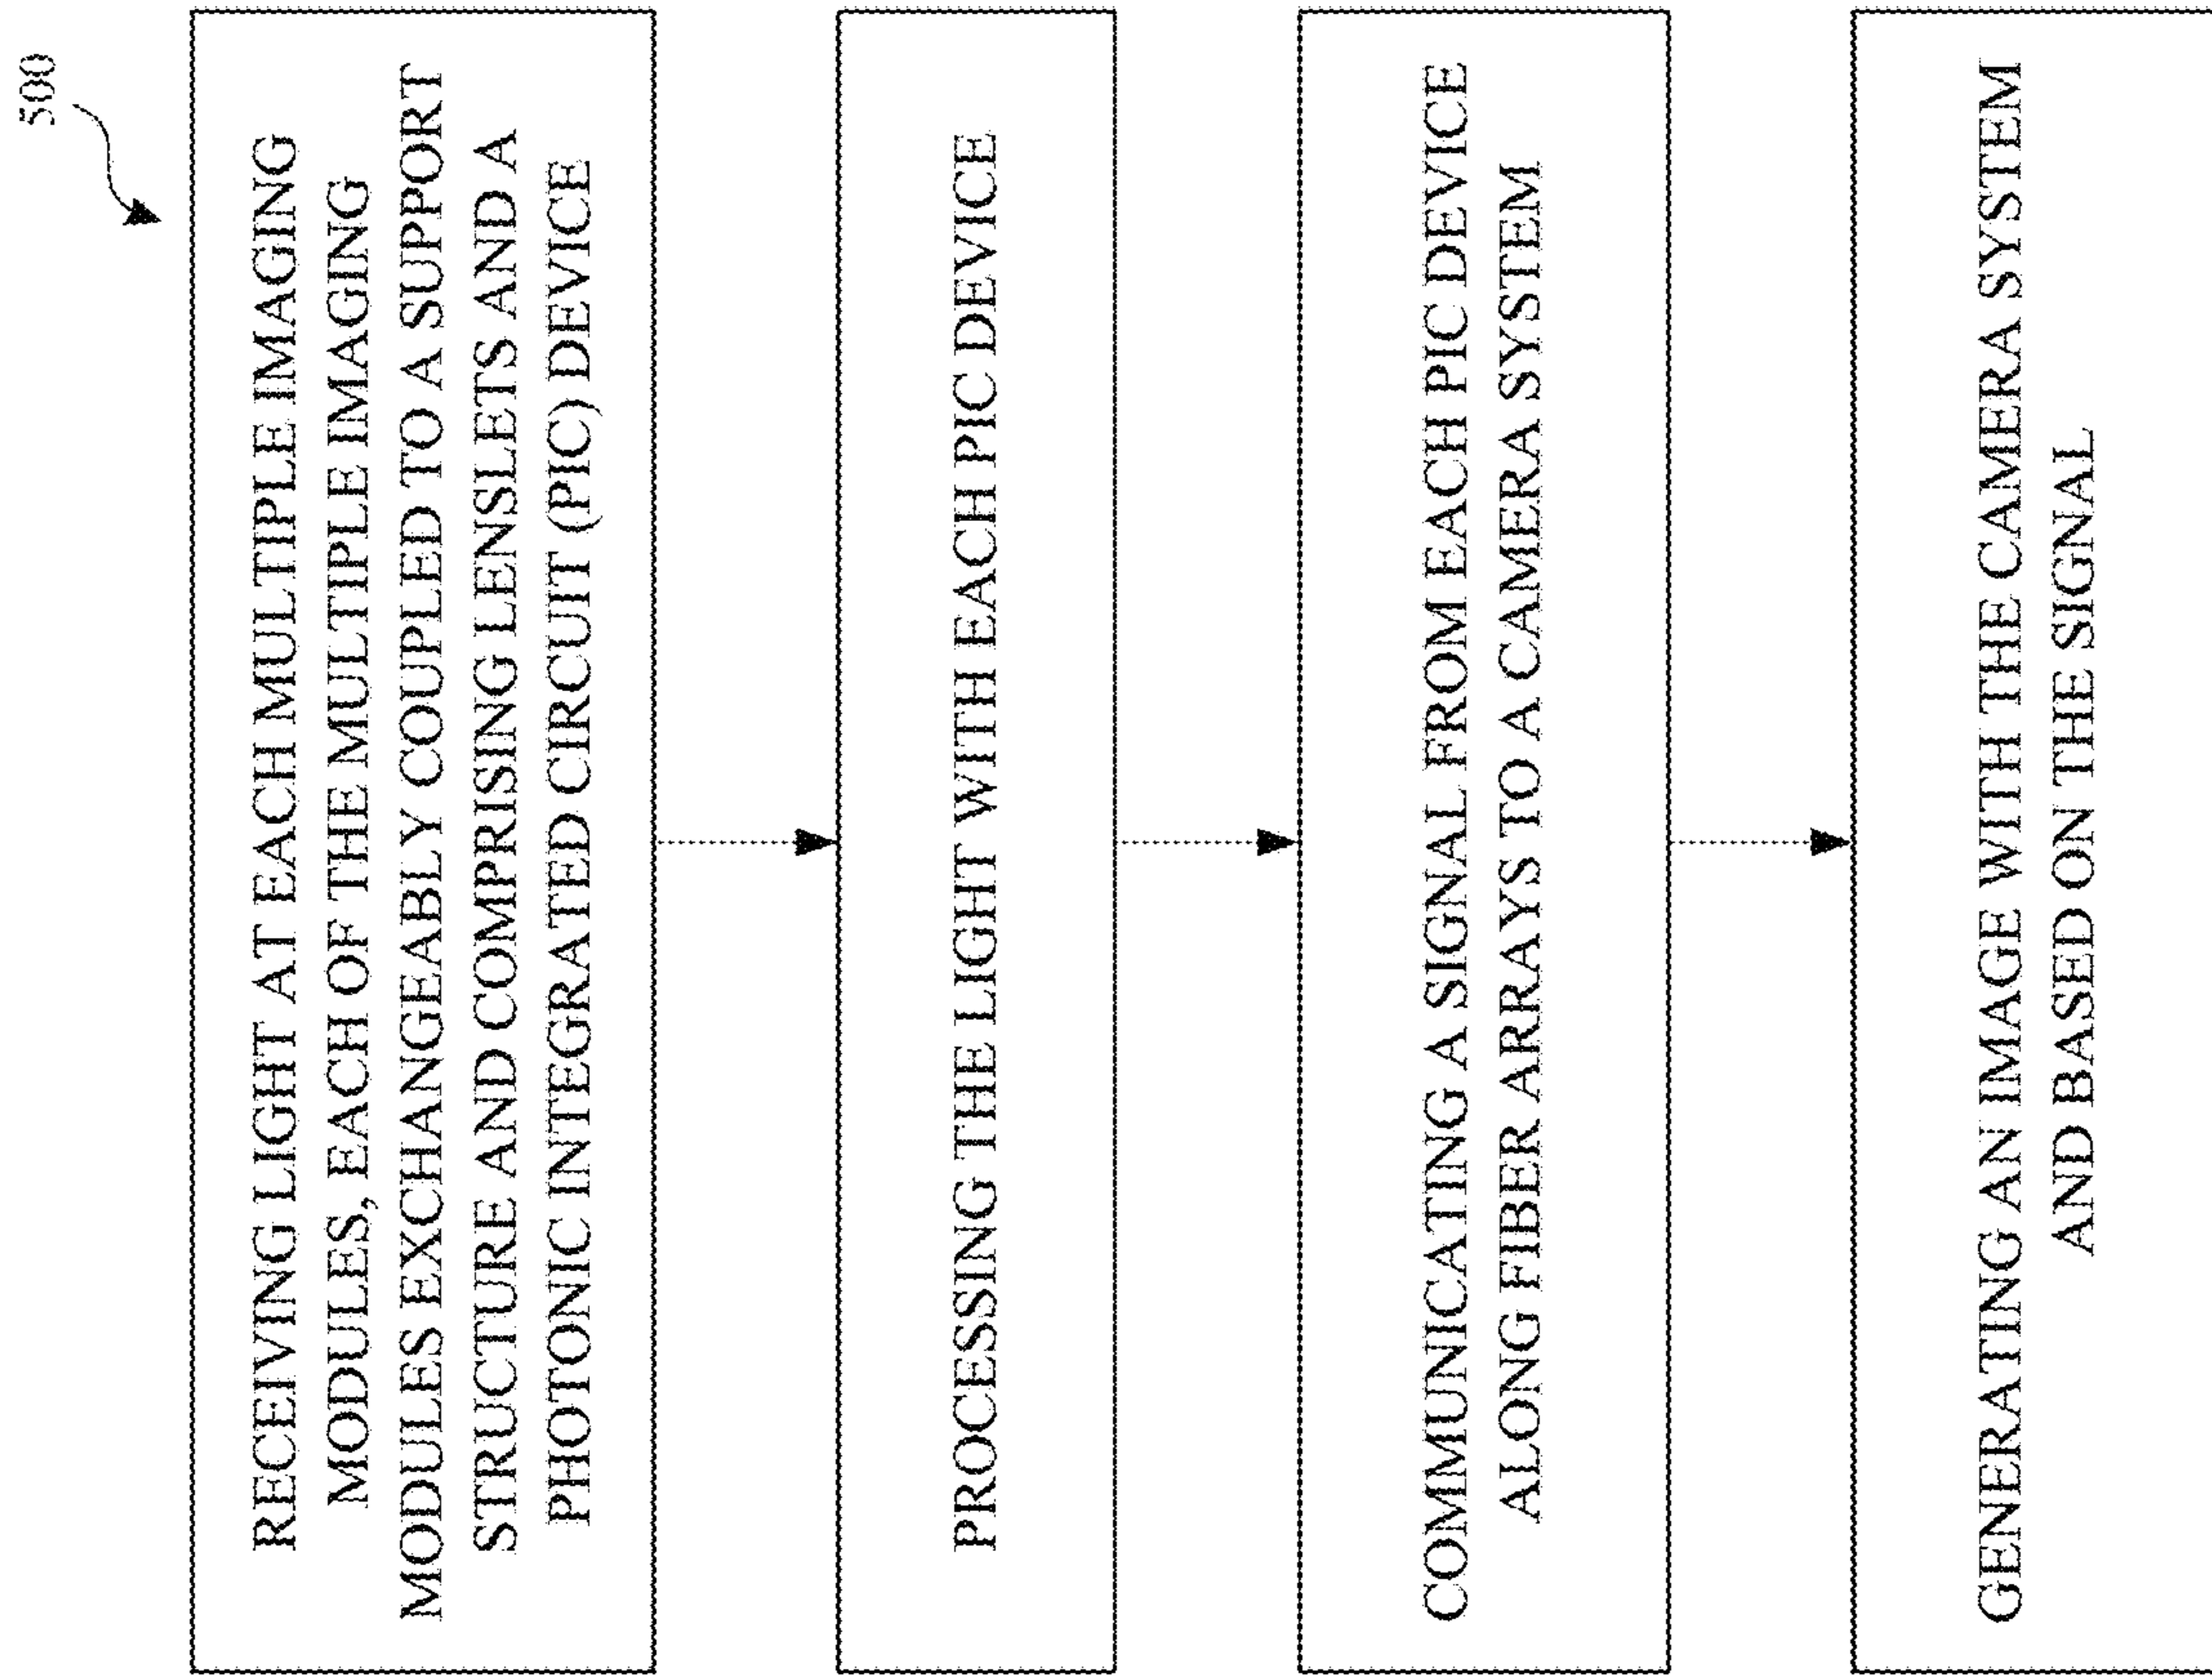 500
RECEIVING LIGHT AT EACH MULTIPLE IMAGING
MODULES, EACH OF THE MULTIPLE IMAGING
MODULES EXCHANGEABLY COUPLED TO A SUPPORT
STRUCTURE AND COMPRISING LENSLETS AND A
PHOTONIC INTEGRATED CIRCUIT (PIC) DEVICE
PROCESSING THE LIGHT WITH EACH PIC DEVICE
COMMUNICATING A SIGNAL FROM EACH PIC DEVICE
ALONG FIBER ARRAYS TO A CAMERA SYSTEM
GENERATING AN IMAGE WITH THE CAMERA SYSTEM
AND BASED ON THE SIGNAL